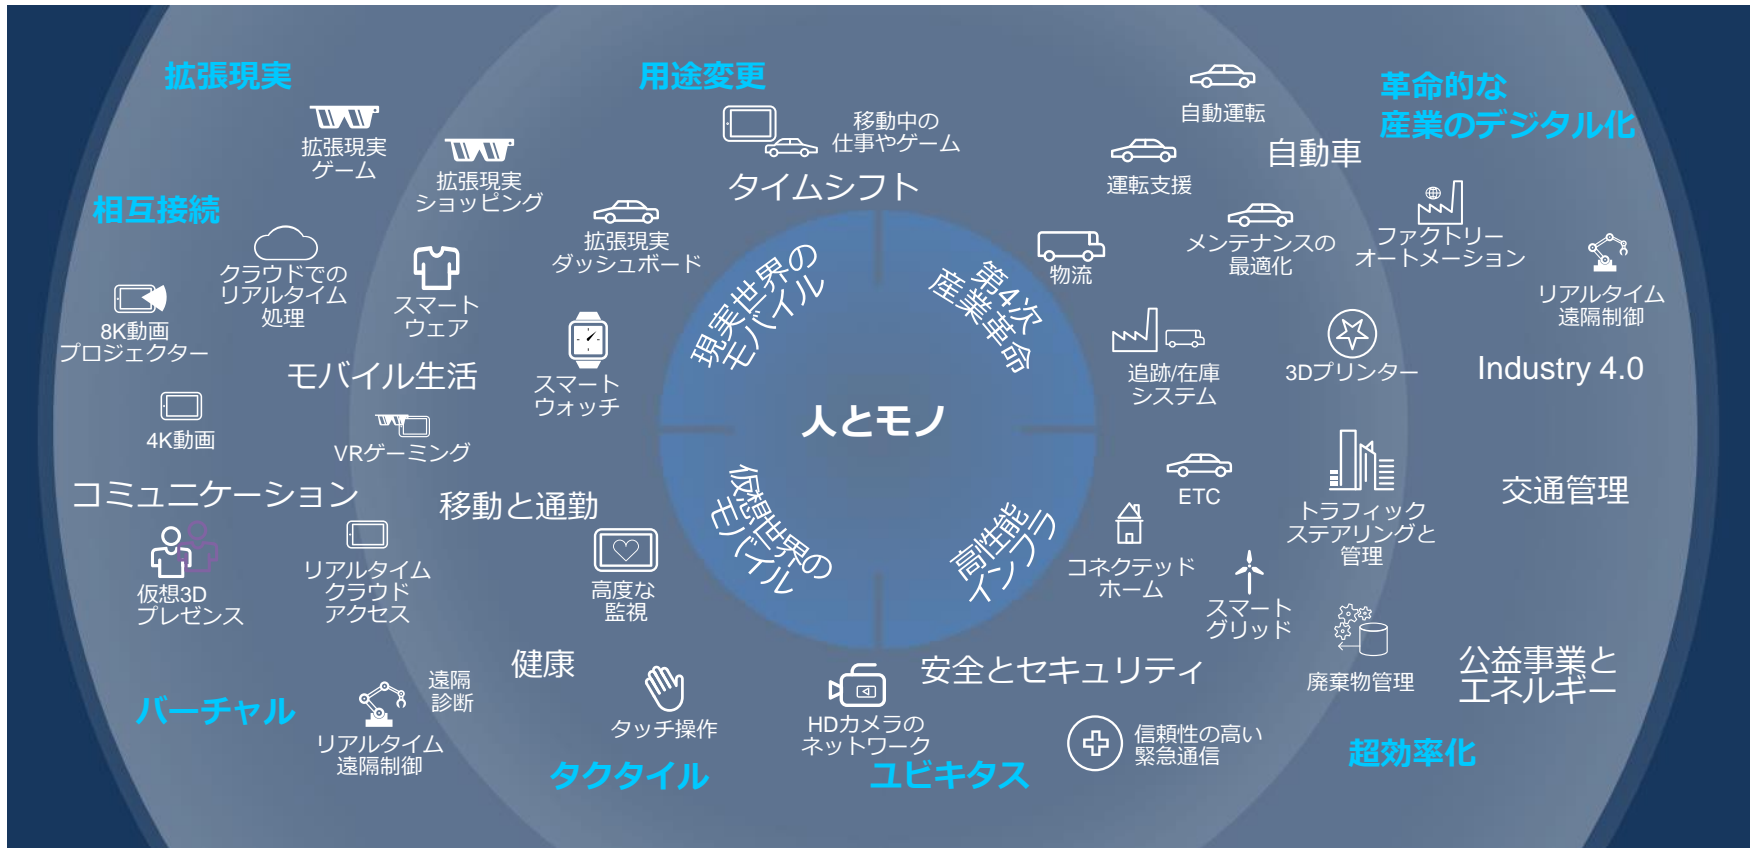 拡張現実
用途変更
革命的な
産業のデジタル化
相互接続
拡張現実
ゲーム
拡張現実
ショッピング
拡張現実
ダッシュボード
移動中の
仕事やゲーム
タイムシフト
自動運転
自動車
運転支援
メンテナンスの
最適化
物流
ファクトリー
オートメーション
リアルタイム
遠隔制御
クラウドでの
リアルタイム
処理
8K動画
プロジェクター
スマート
ウェア
モバイル生活
スマート
ウォッチ
4K動画
VRゲーミング
現実世界の
モバイル
第4次
産業革命
人とモノ
仮想世界の
モバイル
高性能
インフラ
追跡/在庫
システム
3Dプリンター
Industry 4.0
コミュニケーション
移動と通勤
ETC
トラフィック
ステアリングと
管理
交通管理
仮想3D
プレゼンス
リアルタイム
クラウド
アクセス
高度な
監視
コネクテッド
ホーム
スマート
グリッド
廃棄物管理
公益事業と
エネルギー
健康
安全とセキュリティ
バーチャル
遠隔
診断
リアルタイム
遠隔制御
タッチ操作
HDカメラの
ネットワーク
信頼性の高い
緊急通信
タクタイル
ユビキタス
超効率化